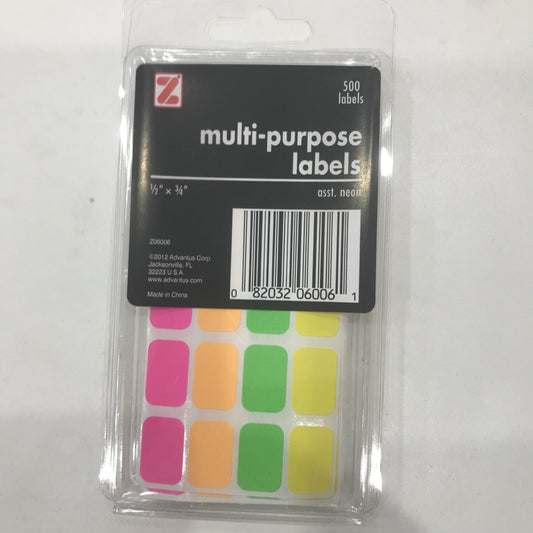 Z
500
labels
multi-purpose
labels
½" x ¾"
asst. neon
Z06006
©2012 Advantus Corp
Jacksonville, FL
32223 U S A
www.advantus.com
Made in China
0 82032 06006 1